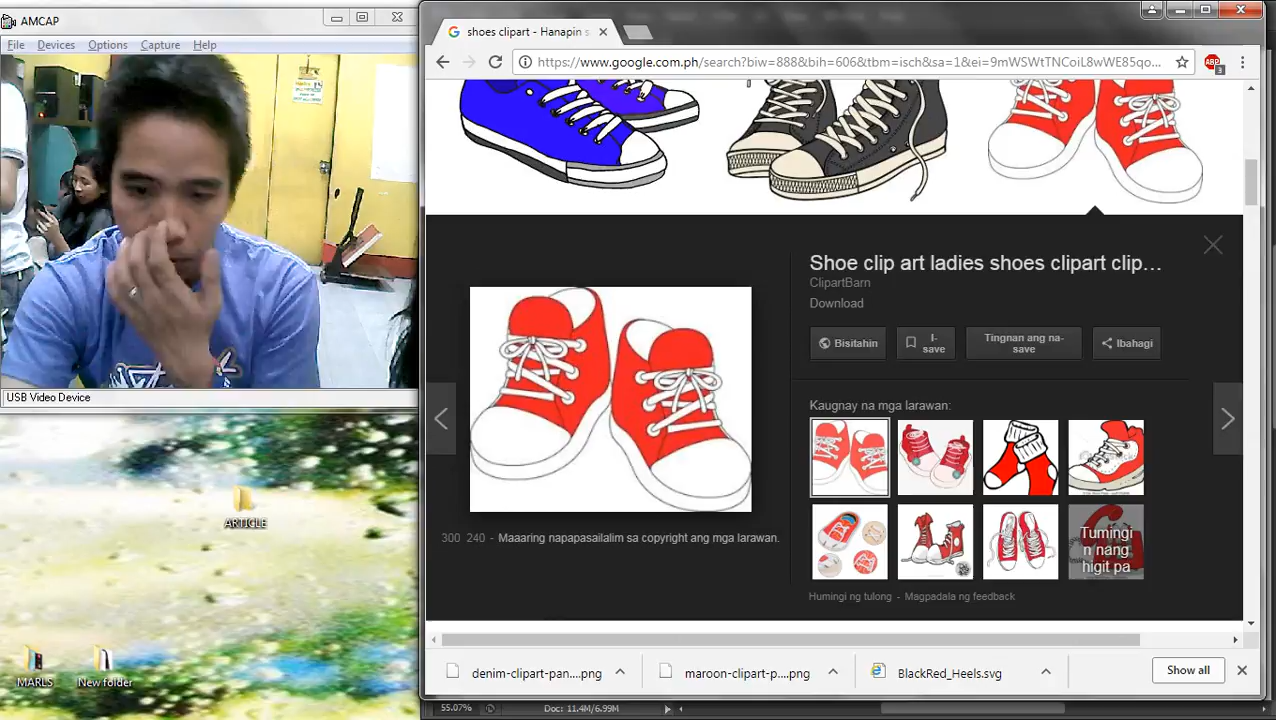 AMCAP
File Devices Options Capture Help
USB Video Device
ARTICLE
MARLS
New folder
shoes clipart - Hanapin s
https://www.google.com.ph/search?biw=888&bih=606&tbm=isch&sa=1&ei=9mWSWtTNCoiL8wWE85qo...
ABP
3
Shoe clip art ladies shoes clipart clip...
ClipartBarn
Download
Bisitahin
I-
save
Tingnan ang na-
save
Ibahagi
Kaugnay na mga larawan:
Tumingi
n nang
higit pa
300 240 - Maaaring napapasailalim sa copyright ang mga larawan.
Humingi ng tulong - Magpadala ng feedback
denim-clipart-pan....png
maroon-clipart-p....png
BlackRed_Heels.svg
Show all
55.07%
Doc: 11.4M/6.99M